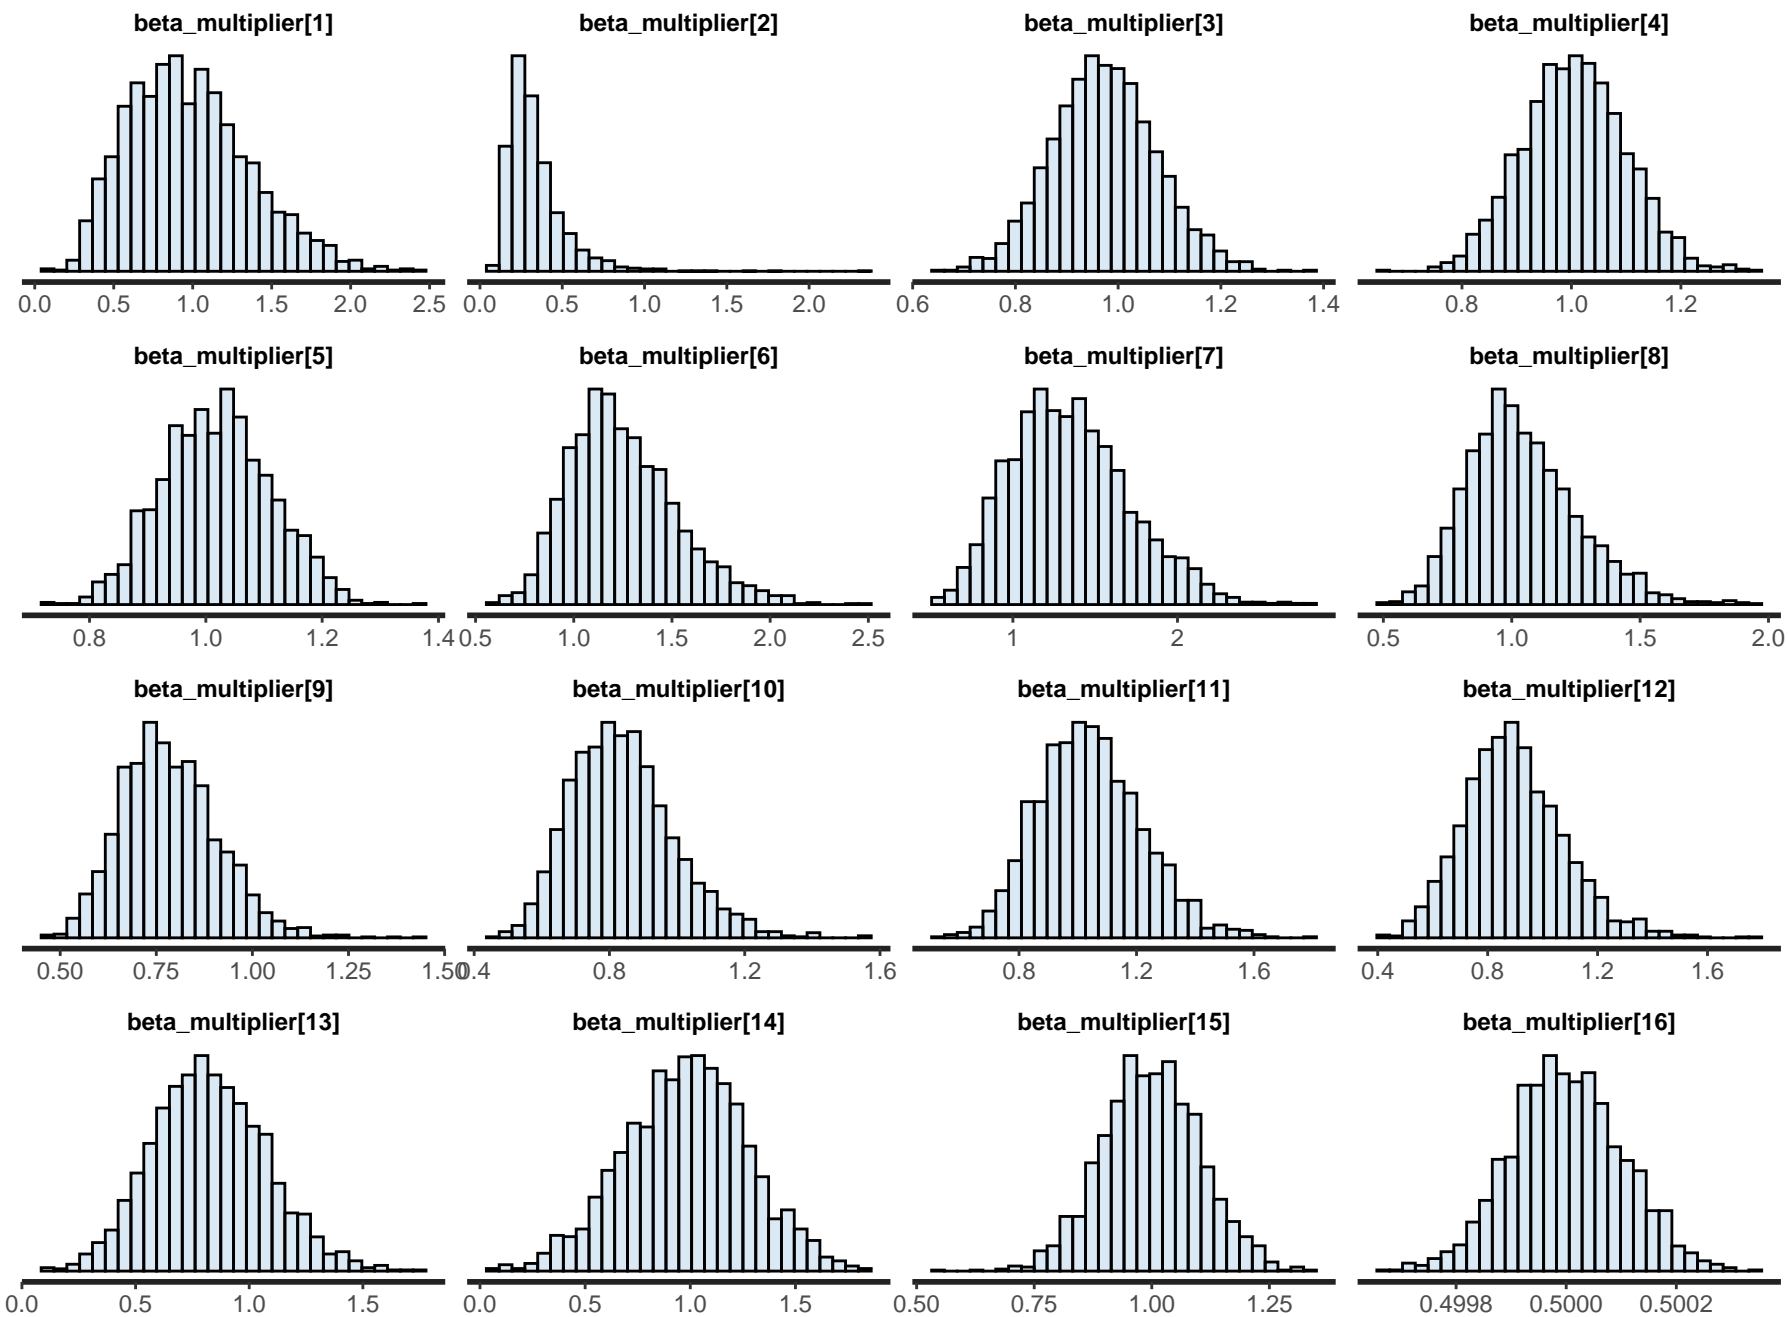 beta_multiplier[1] beta_multiplier[2] beta_multiplier[3] beta_multiplier[4]
0.0 0.5 1.0 1.5 2.0 2.5 0.0 0.5 1.0 1.5 2.0 0.6 0.8 1.0 1.2 1.4 0.8 1.0 1.2
beta_multiplier[5] beta_multiplier[6] beta_multiplier[7] beta_multiplier[8]
0.8 1.0 1.2 1.4 0.5 1.0 1.5 2.0 2.5 1 2 0.5 1.0 1.5 2.0
beta_multiplier[9] beta_multiplier[10] beta_multiplier[11] beta_multiplier[12]
0.50 0.75 1.00 1.25 1.50 0.4 0.8 1.2 1.6 0.8 1.2 1.6 0.4 0.8 1.2 1.6
beta_multiplier[13] beta_multiplier[14] beta_multiplier[15] beta_multiplier[16]
0.0 0.5 1.0 1.5 0.0 0.5 1.0 1.5 0.50 0.75 1.00 1.25 0.4998 0.5000 0.5002